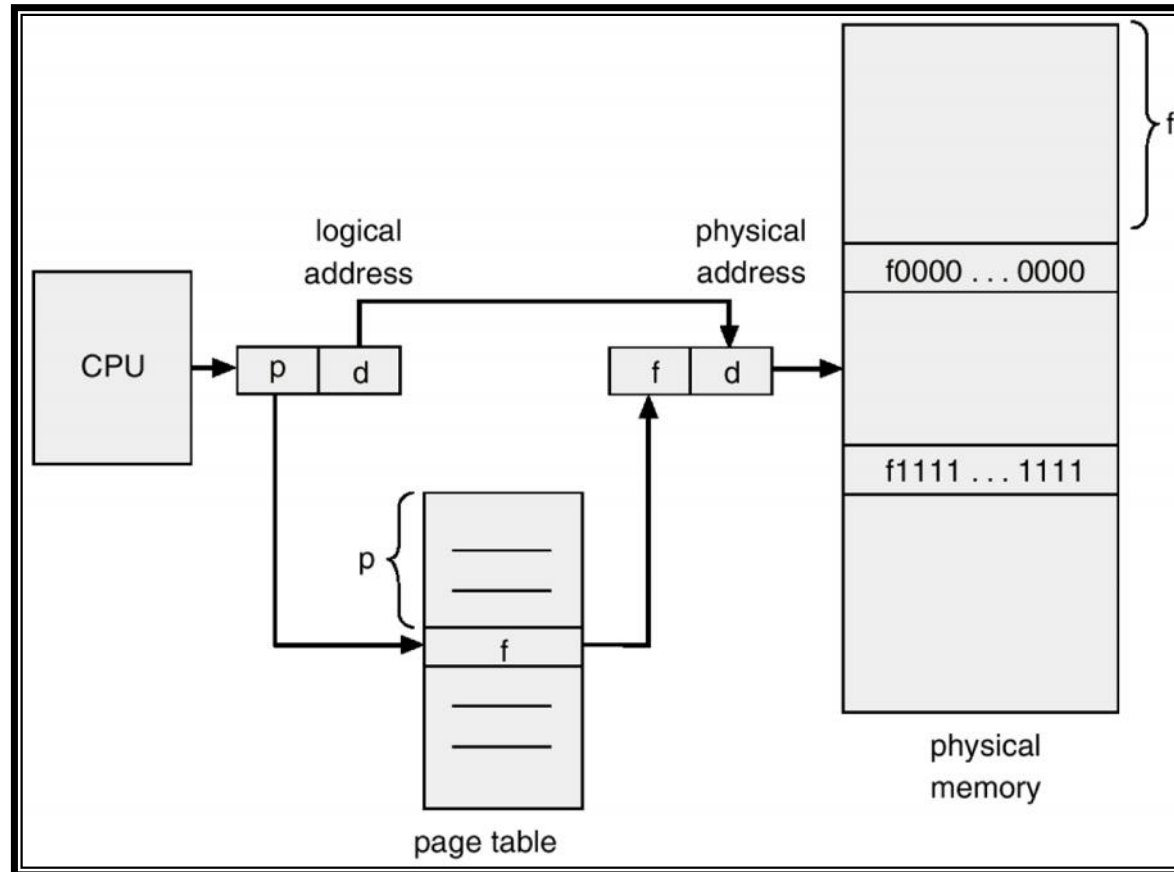 f
f0000 . . . 0000
logical
address
physical
address
CPU
p
d
f
d
f1111 . . . 1111
p
f
physical
memory
page table